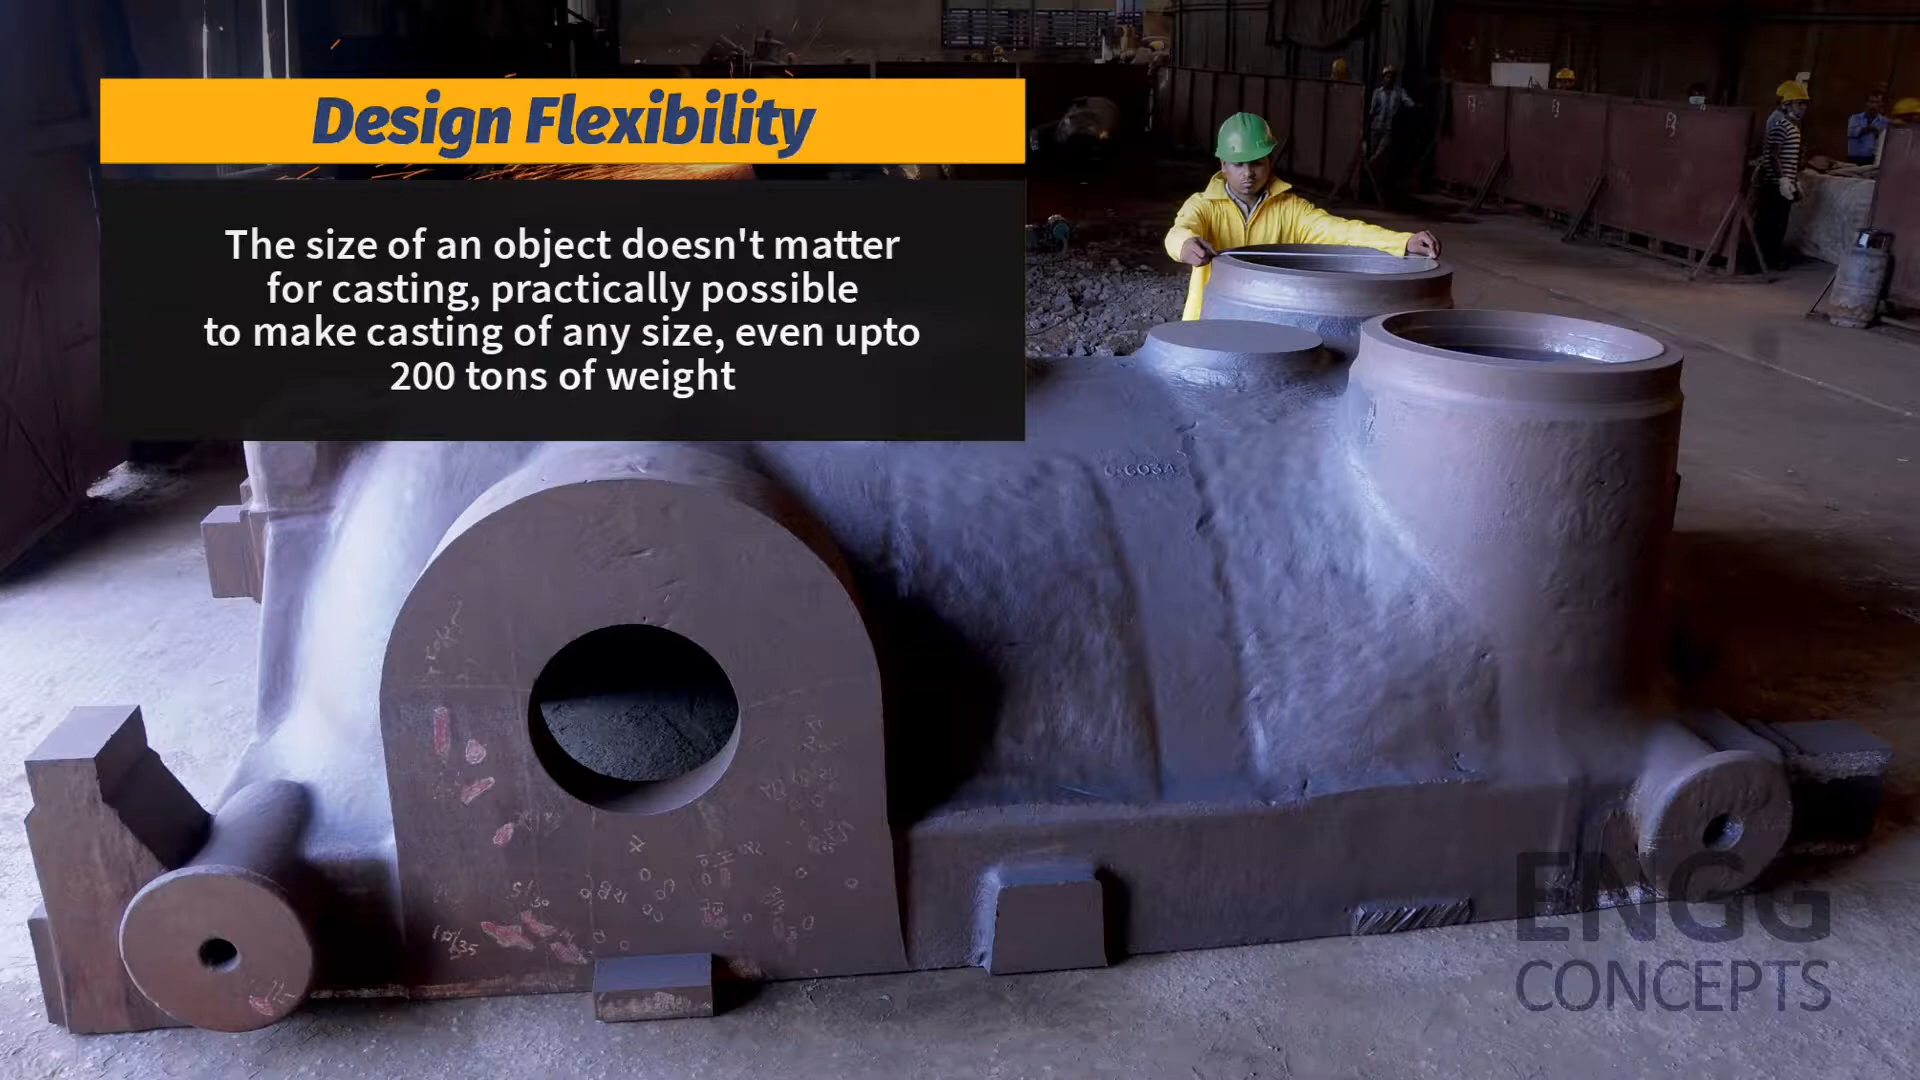 Design Flexibility
The size of an object doesn't matter
for casting, practically possible
to make casting of any size, even upto
200 tons of weight
ENGG
CONCEPTS